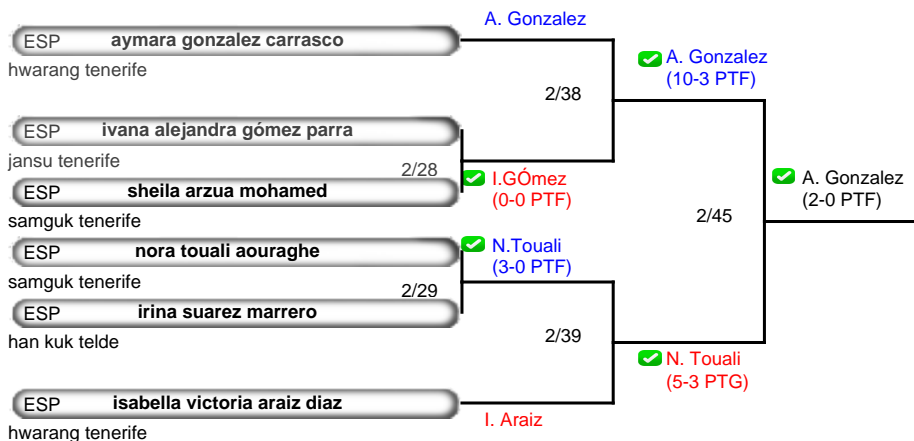 A. Gonzalez
ESP aymara gonzalez carrasco
hwarang tenerife
A. Gonzalez
(10-3 PTF)
2/38
ESP ivana alejandra gómez parra
jansu tenerife
2/28
I.GÓmez
(0-0 PTF)
ESP sheila arzua mohamed
samguk tenerife
A. Gonzalez
(2-0 PTF)
2/45
ESP nora touali aouraghe
samguk tenerife
N.Touali
(3-0 PTF)
2/29
ESP irina suarez marrero
han kuk telde
2/39
N. Touali
(5-3 PTG)
ESP isabella victoria araiz diaz
hwarang tenerife
I. Araiz